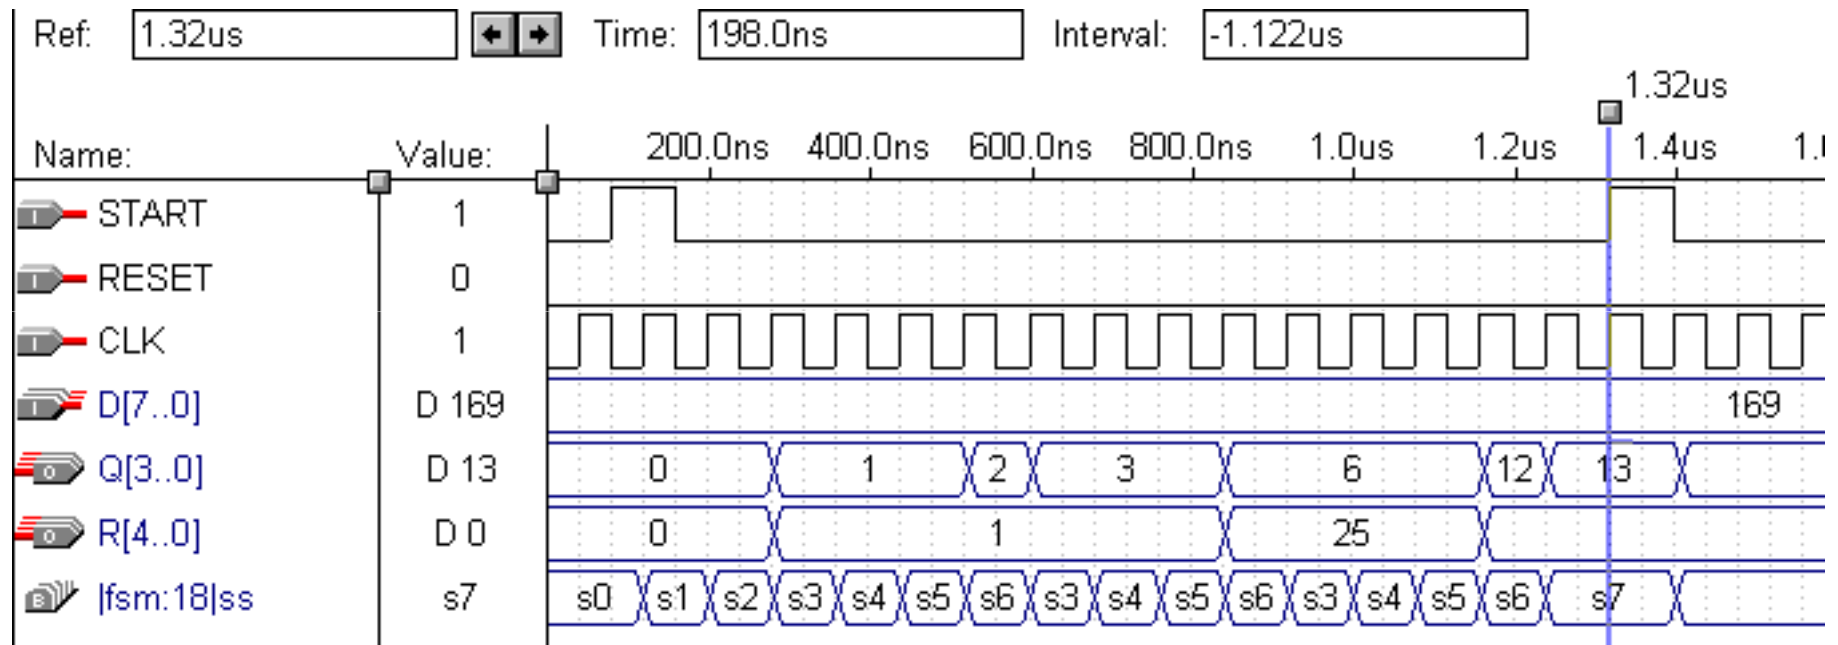 Ref: 1.32us Time: 198.0ns Interval: -1.122us
1.32us
Name: Value: 200.0ns 400.0ns 600.0ns 800.0ns 1.0us 1.2us 1.4us
START 1
RESET 0
CLK 1
D[7..0] D 169 169
Q[3..0] D 13 0 1 2 3 6 12 13
R[4..0] D 0 0 1 25
|fsm:18|ss s7 s0 s1 s2 s3 s4 s5 s6 s3 s4 s5 s6 s3 s4 s5 s6 s7